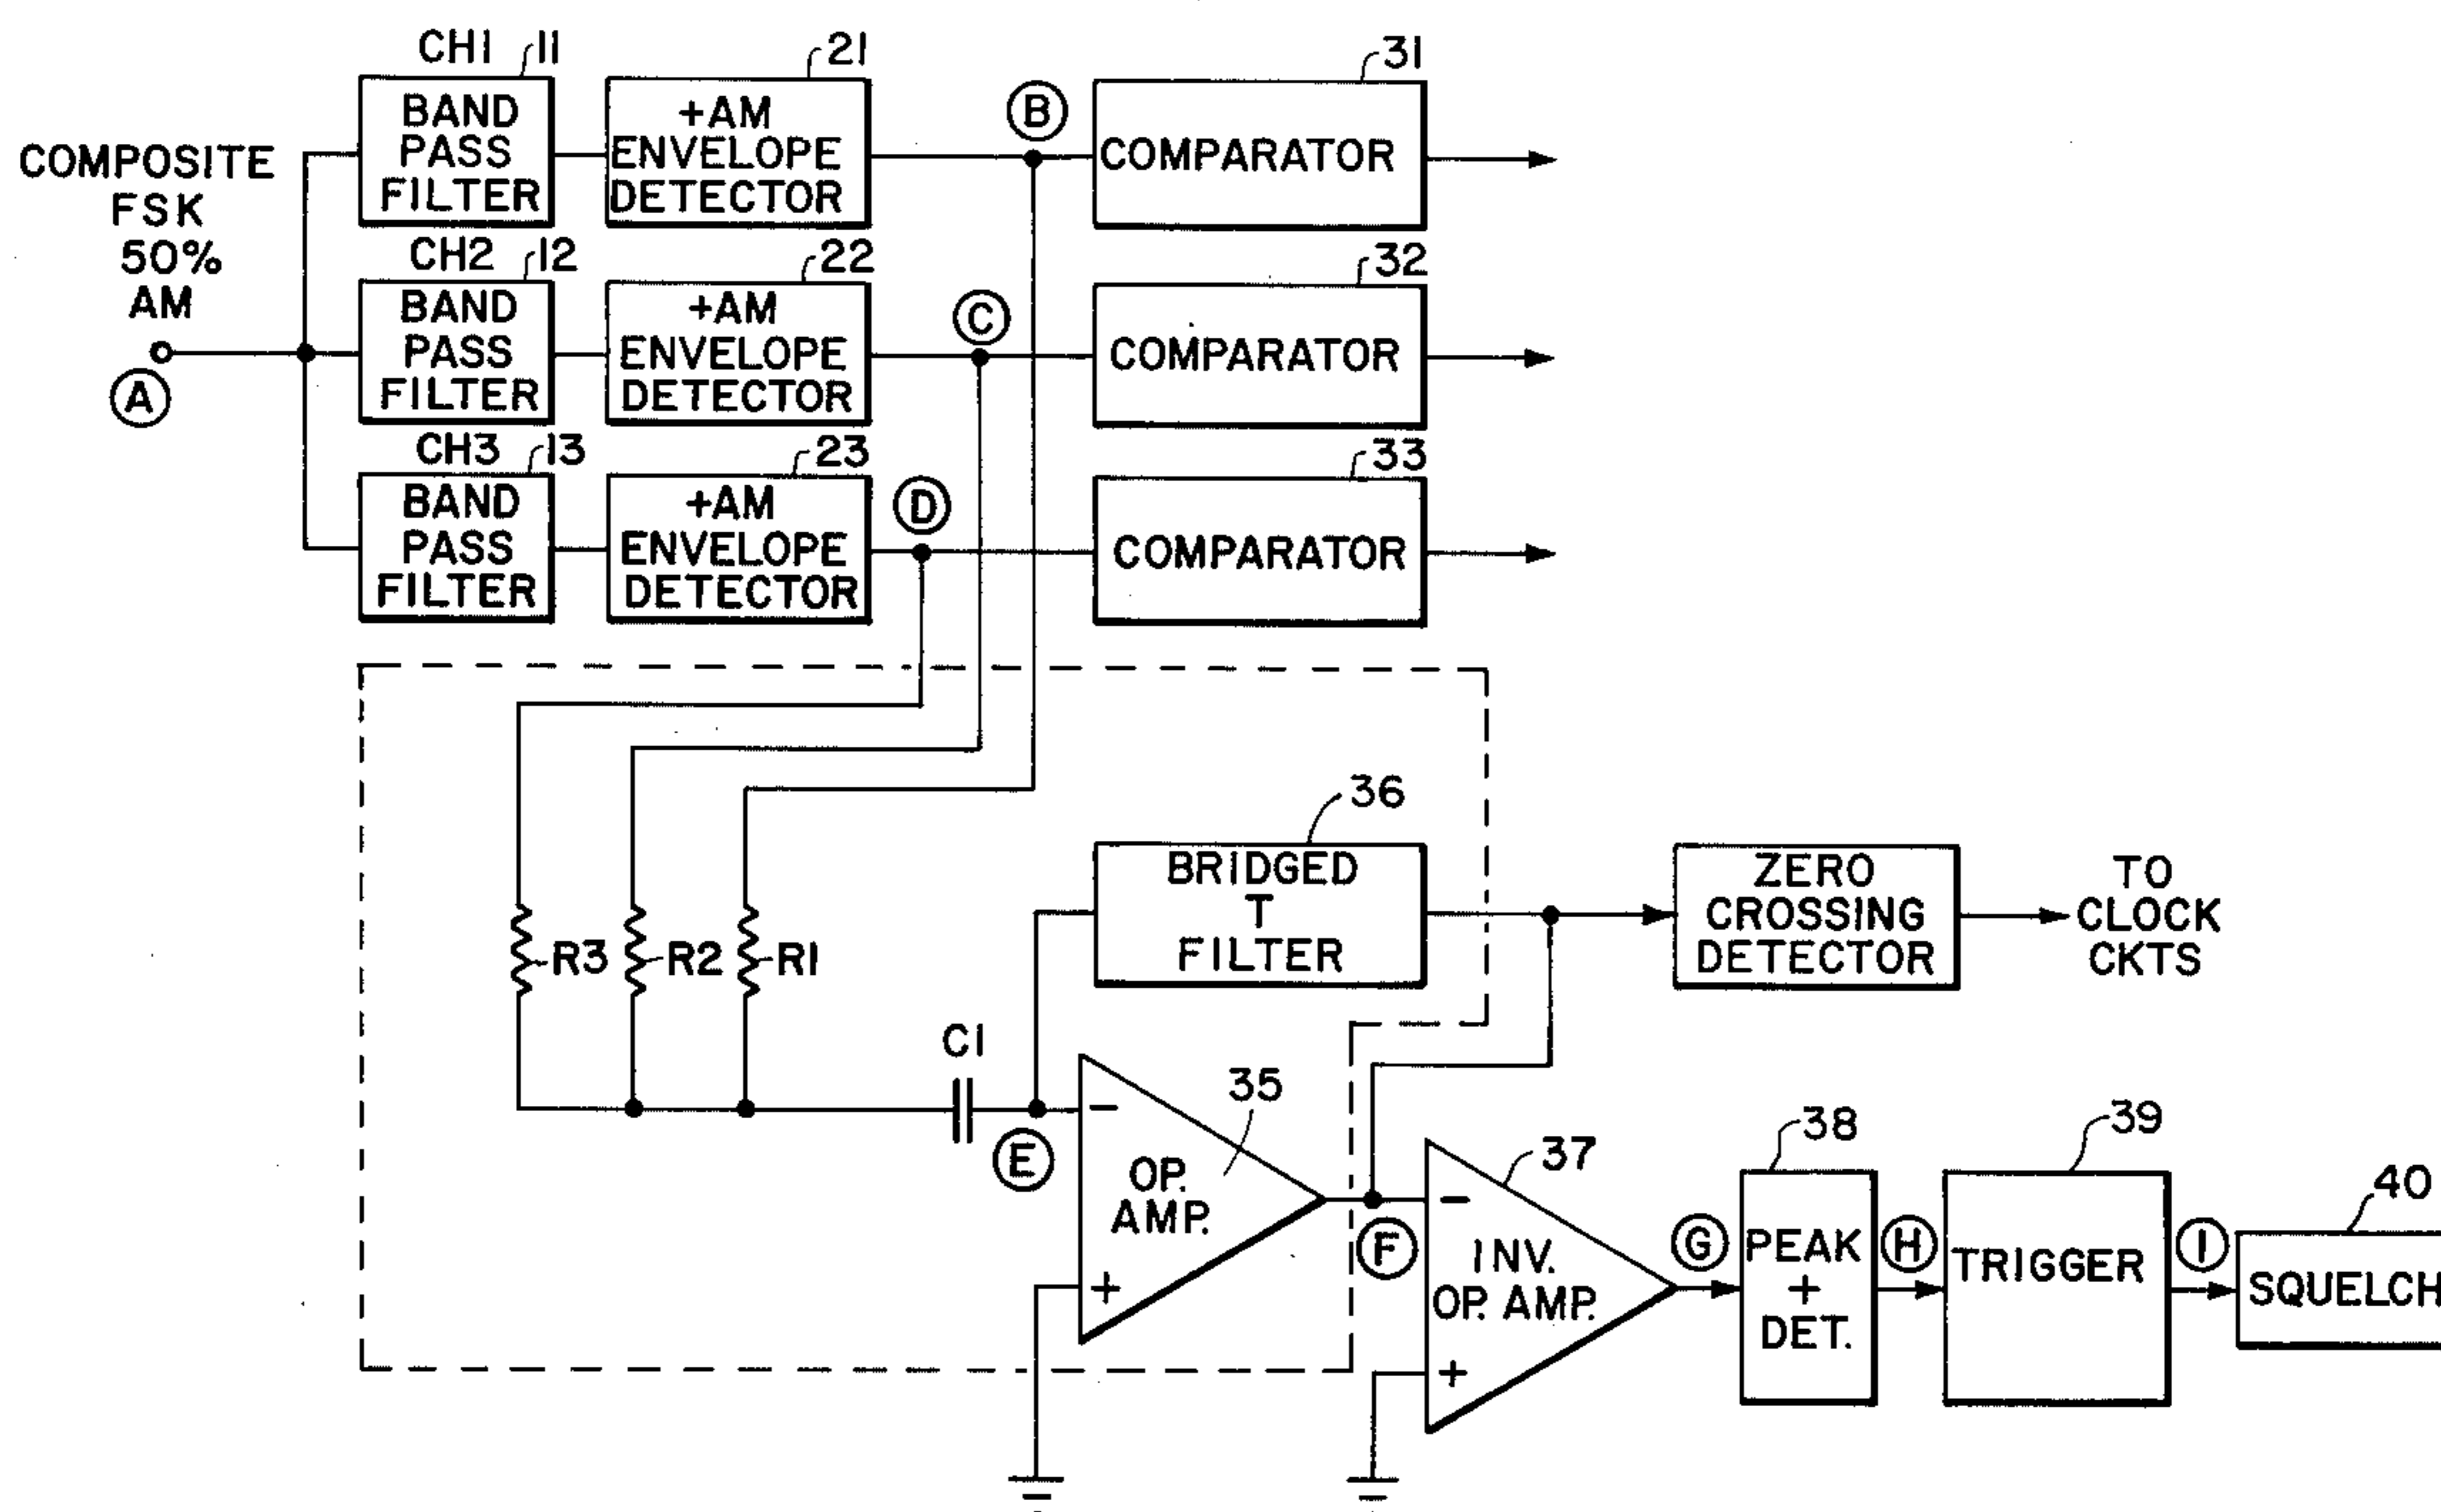 CH1 11
21
31
BAND
PASS
FILTER
+AM
ENVELOPE
DETECTOR
B
COMPARATOR
COMPOSITE
FSK
50%
AM
A
CH2 12
22
32
BAND
PASS
FILTER
+AM
ENVELOPE
DETECTOR
C
COMPARATOR
CH3 13
23
33
BAND
PASS
FILTER
+AM
ENVELOPE
DETECTOR
D
COMPARATOR
36
BRIDGED
T
FILTER
ZERO
CROSSING
DETECTOR
TO
CLOCK
CKTS
R3
R2
R1
C1
E
-
35
OP.
AMP.
+
F
37
-
INV.
OP. AMP.
+
G
38
PEAK
+
DET.
H
39
TRIGGER
I
40
SQUELCH